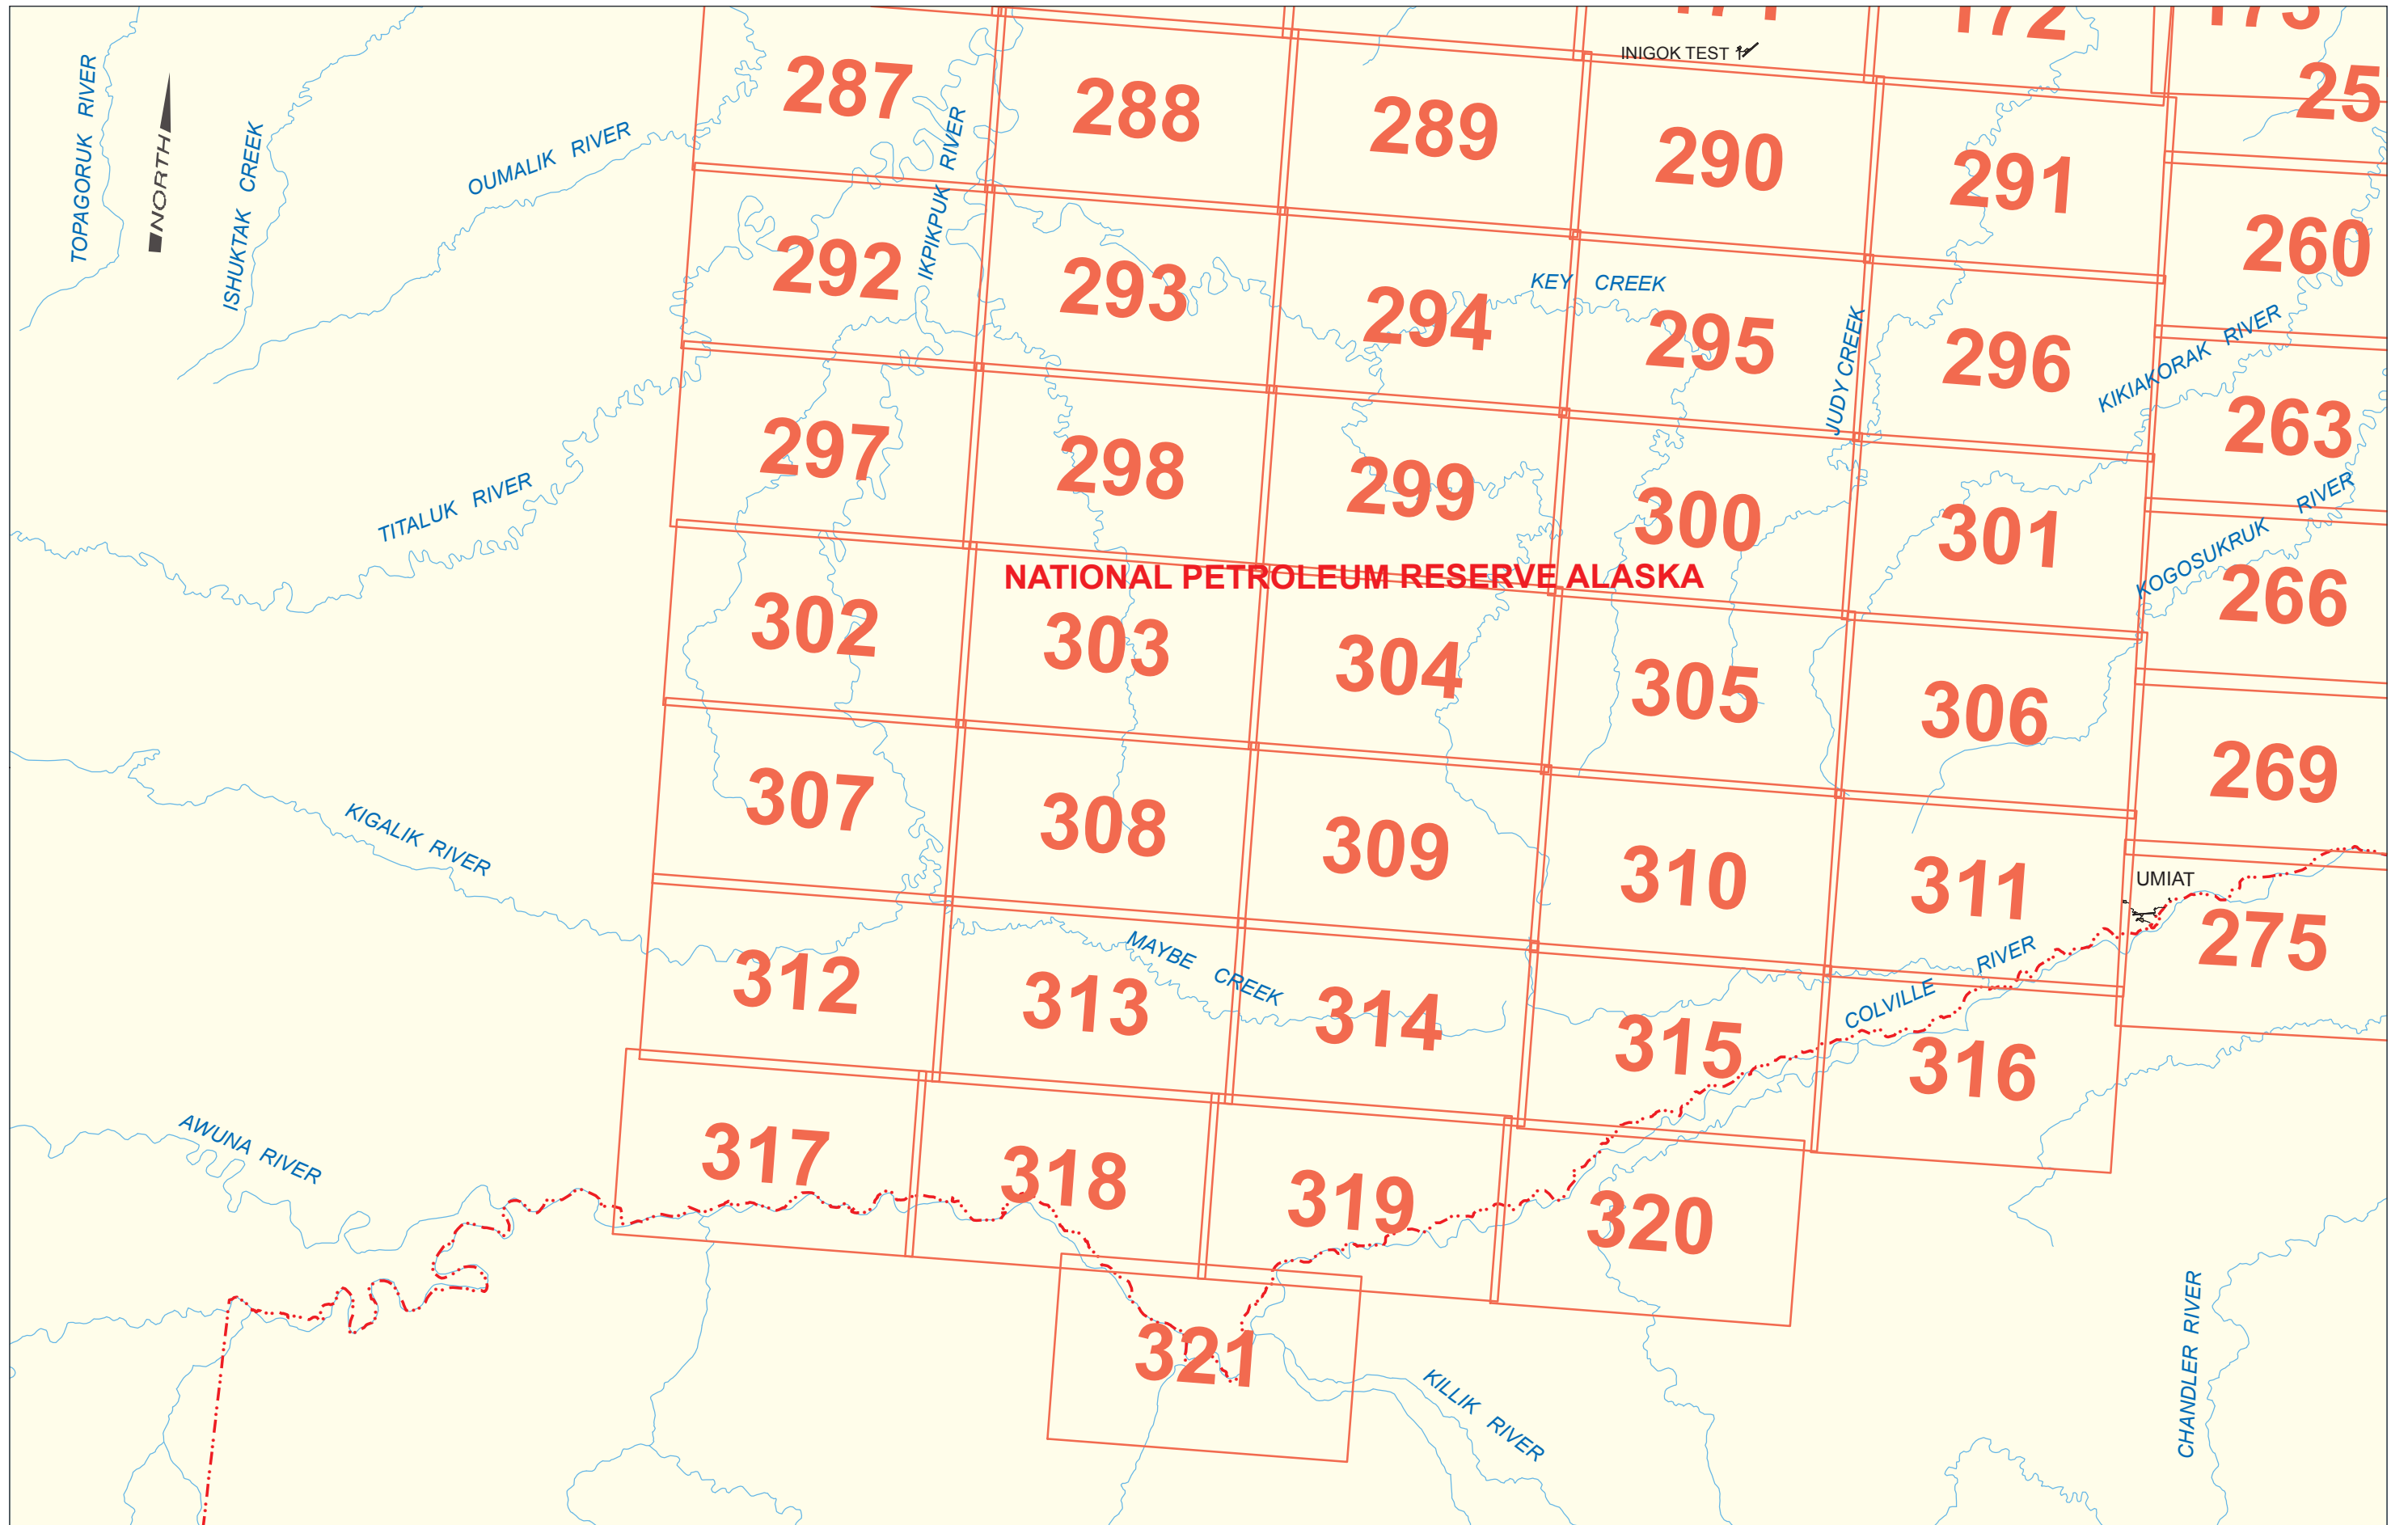 171
172
173
INIGOK TEST 1
287
288
289
290
291
25
TOPAGORUK RIVER
NORTH
ISHUKTAK CREEK
OUMALIK RIVER
IKPIKPUK RIVER
292
293
294
295
296
260
KEY CREEK
JUDY CREEK
KIKIAKORAK RIVER
263
297
298
299
300
301
KOGOSUKRUK RIVER
266
TITALUK RIVER
NATIONAL PETROLEUM RESERVE ALASKA
302
303
304
305
306
269
307
308
309
310
311
KIGALIK RIVER
UMIAT
275
312
313
314
315
316
MAYBE CREEK
COLVILLE RIVER
AWUNA RIVER
317
318
319
320
321
KILLIK RIVER
CHANDLER RIVER